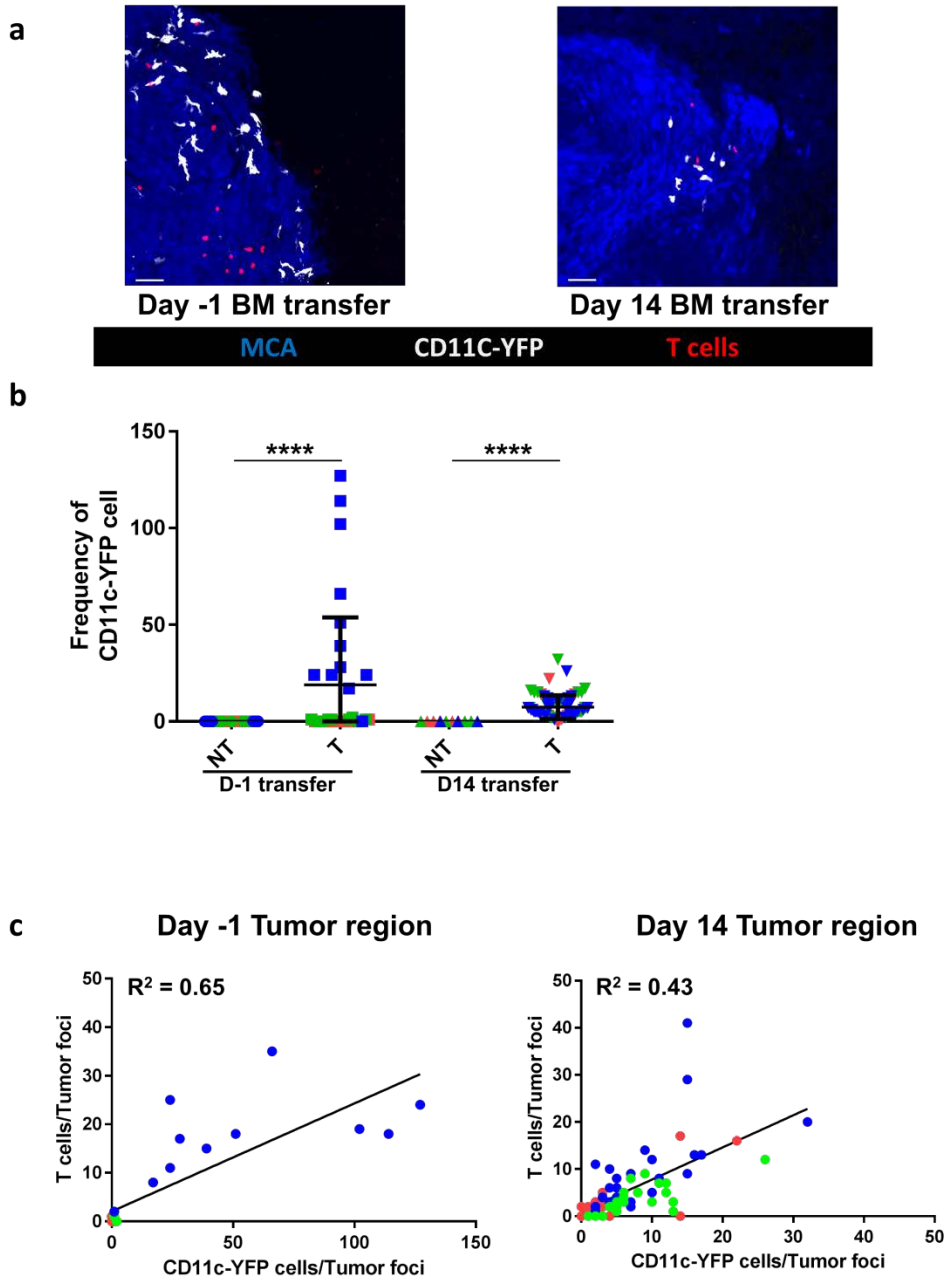 a
Day -1 BM transfer
Day 14 BM transfer
MCA CD11C-YFP T cells
b
Frequency of
CD11c-YFP cell
150
100
50
0
****
****
NT
T
NT
T
D-1 transfer
D14 transfer
c
Day -1 Tumor region
Day 14 Tumor region
R² = 0.65
T cells/Tumor foci
50
40
30
20
10
0
0
50
100
150
CD11c-YFP cells/Tumor foci
R² = 0.43
T cells/Tumor foci
50
40
30
20
10
0
0
10
20
30
40
50
CD11c-YFP cells/Tumor foci